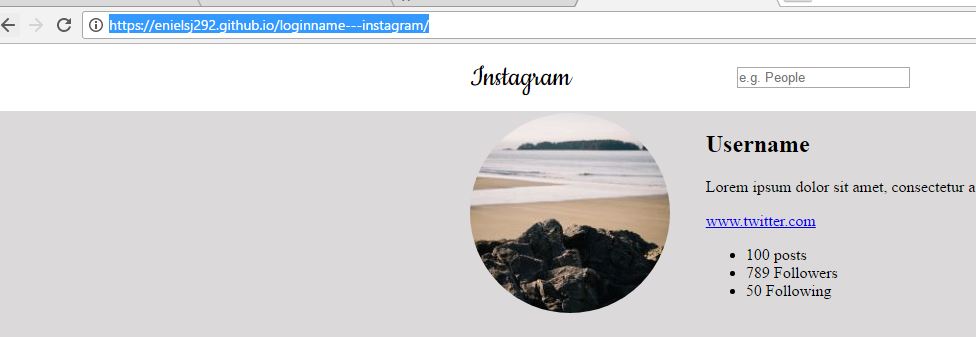 https://enielsj292.github.io/loginname---instagram/
Instagram
e.g. People
Username
Lorem ipsum dolor sit amet, consectetur a
www.twitter.com
100 posts
789 Followers
50 Following